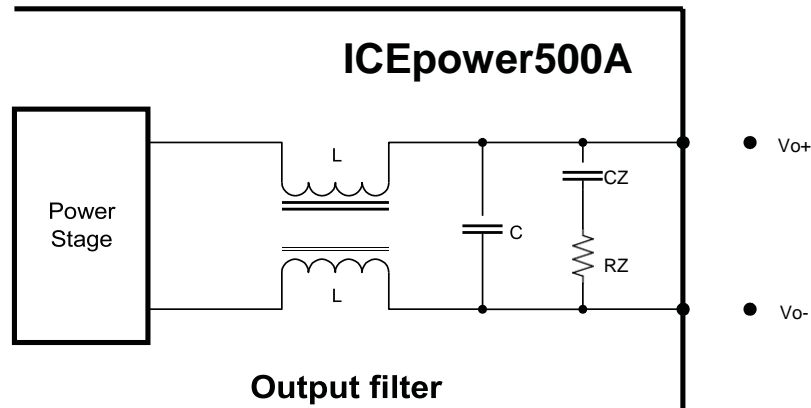 ICEpower500A
L
Vo+
CZ
Power
Stage
C
RZ
L
Vo-
Output filter